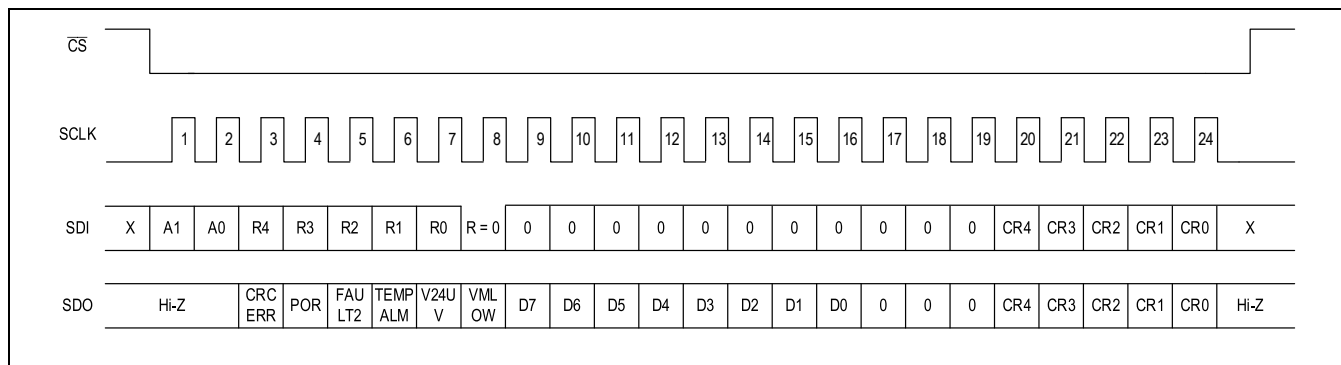 CS
SCLK 1 2 3 4 5 6 7 8 9 10 11 12 13 14 15 16 17 18 19 20 21 22 23 24
SDI X A1 A0 R4 R3 R2 R1 R0 R = 0 0 0 0 0 0 0 0 0 0 0 0 CR4 CR3 CR2 CR1 CR0 X
SDO Hi-Z CRC ERR POR FAU LT2 TEMP ALM V24U V VML OW D7 D6 D5 D4 D3 D2 D1 D0 0 0 0 CR4 CR3 CR2 CR1 CR0 Hi-Z